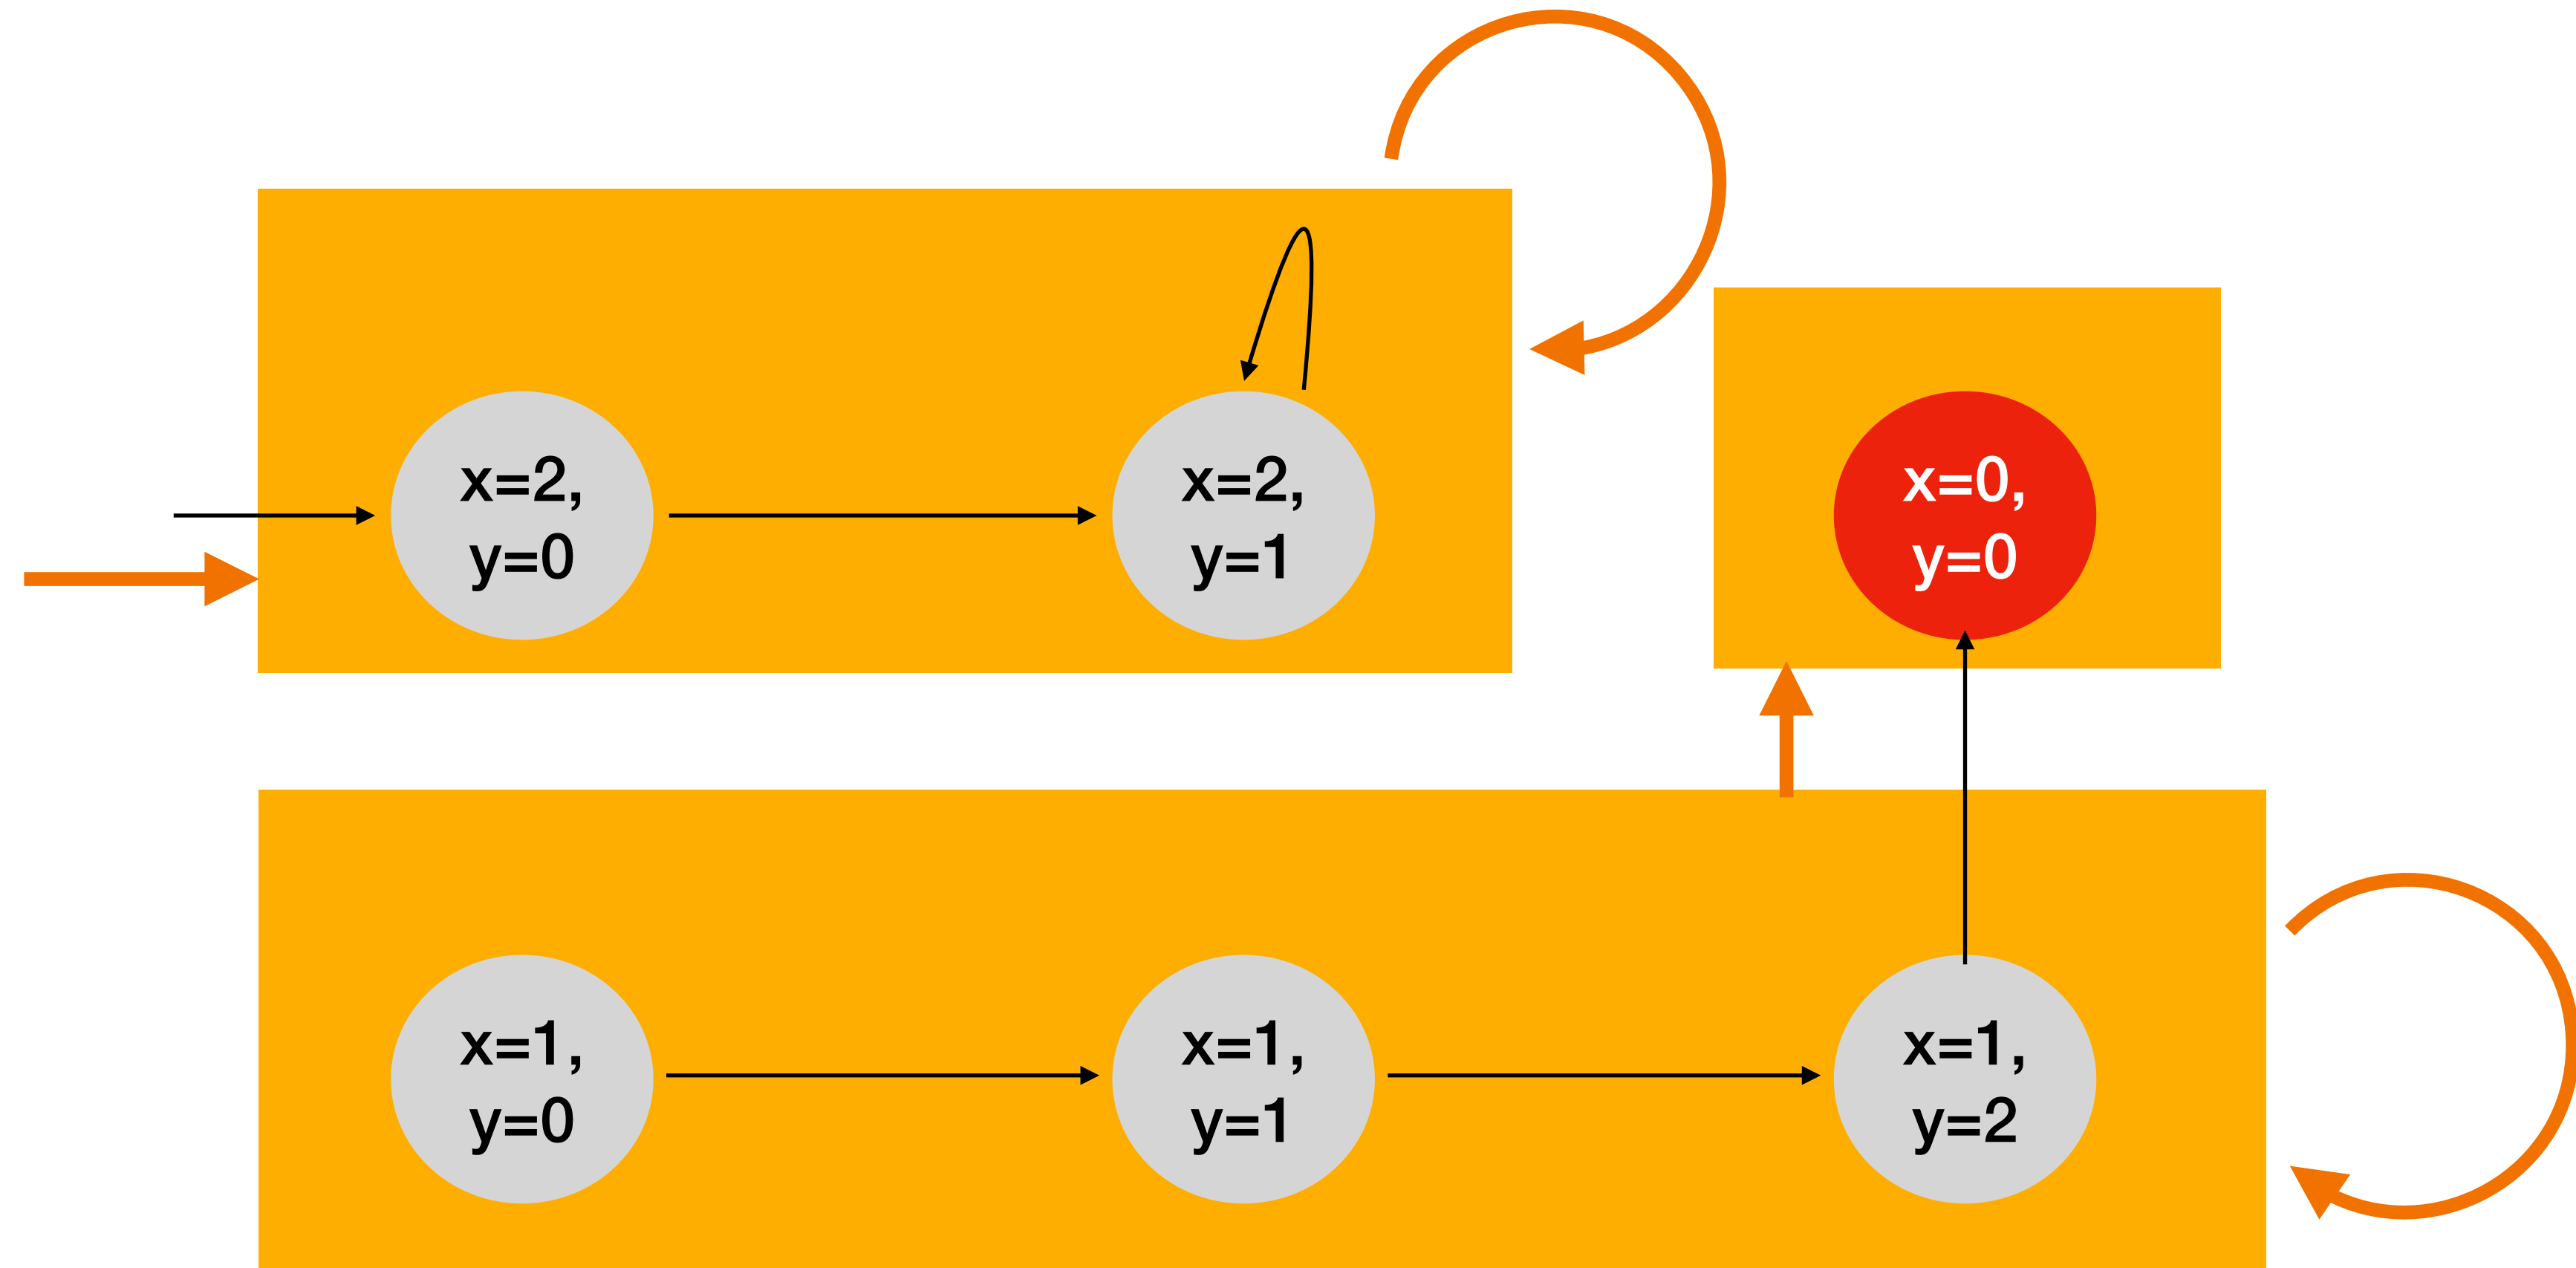 x=2,
y=0
x=2,
y=1
x=0,
y=0
x=1,
y=0
x=1,
y=1
x=1,
y=2